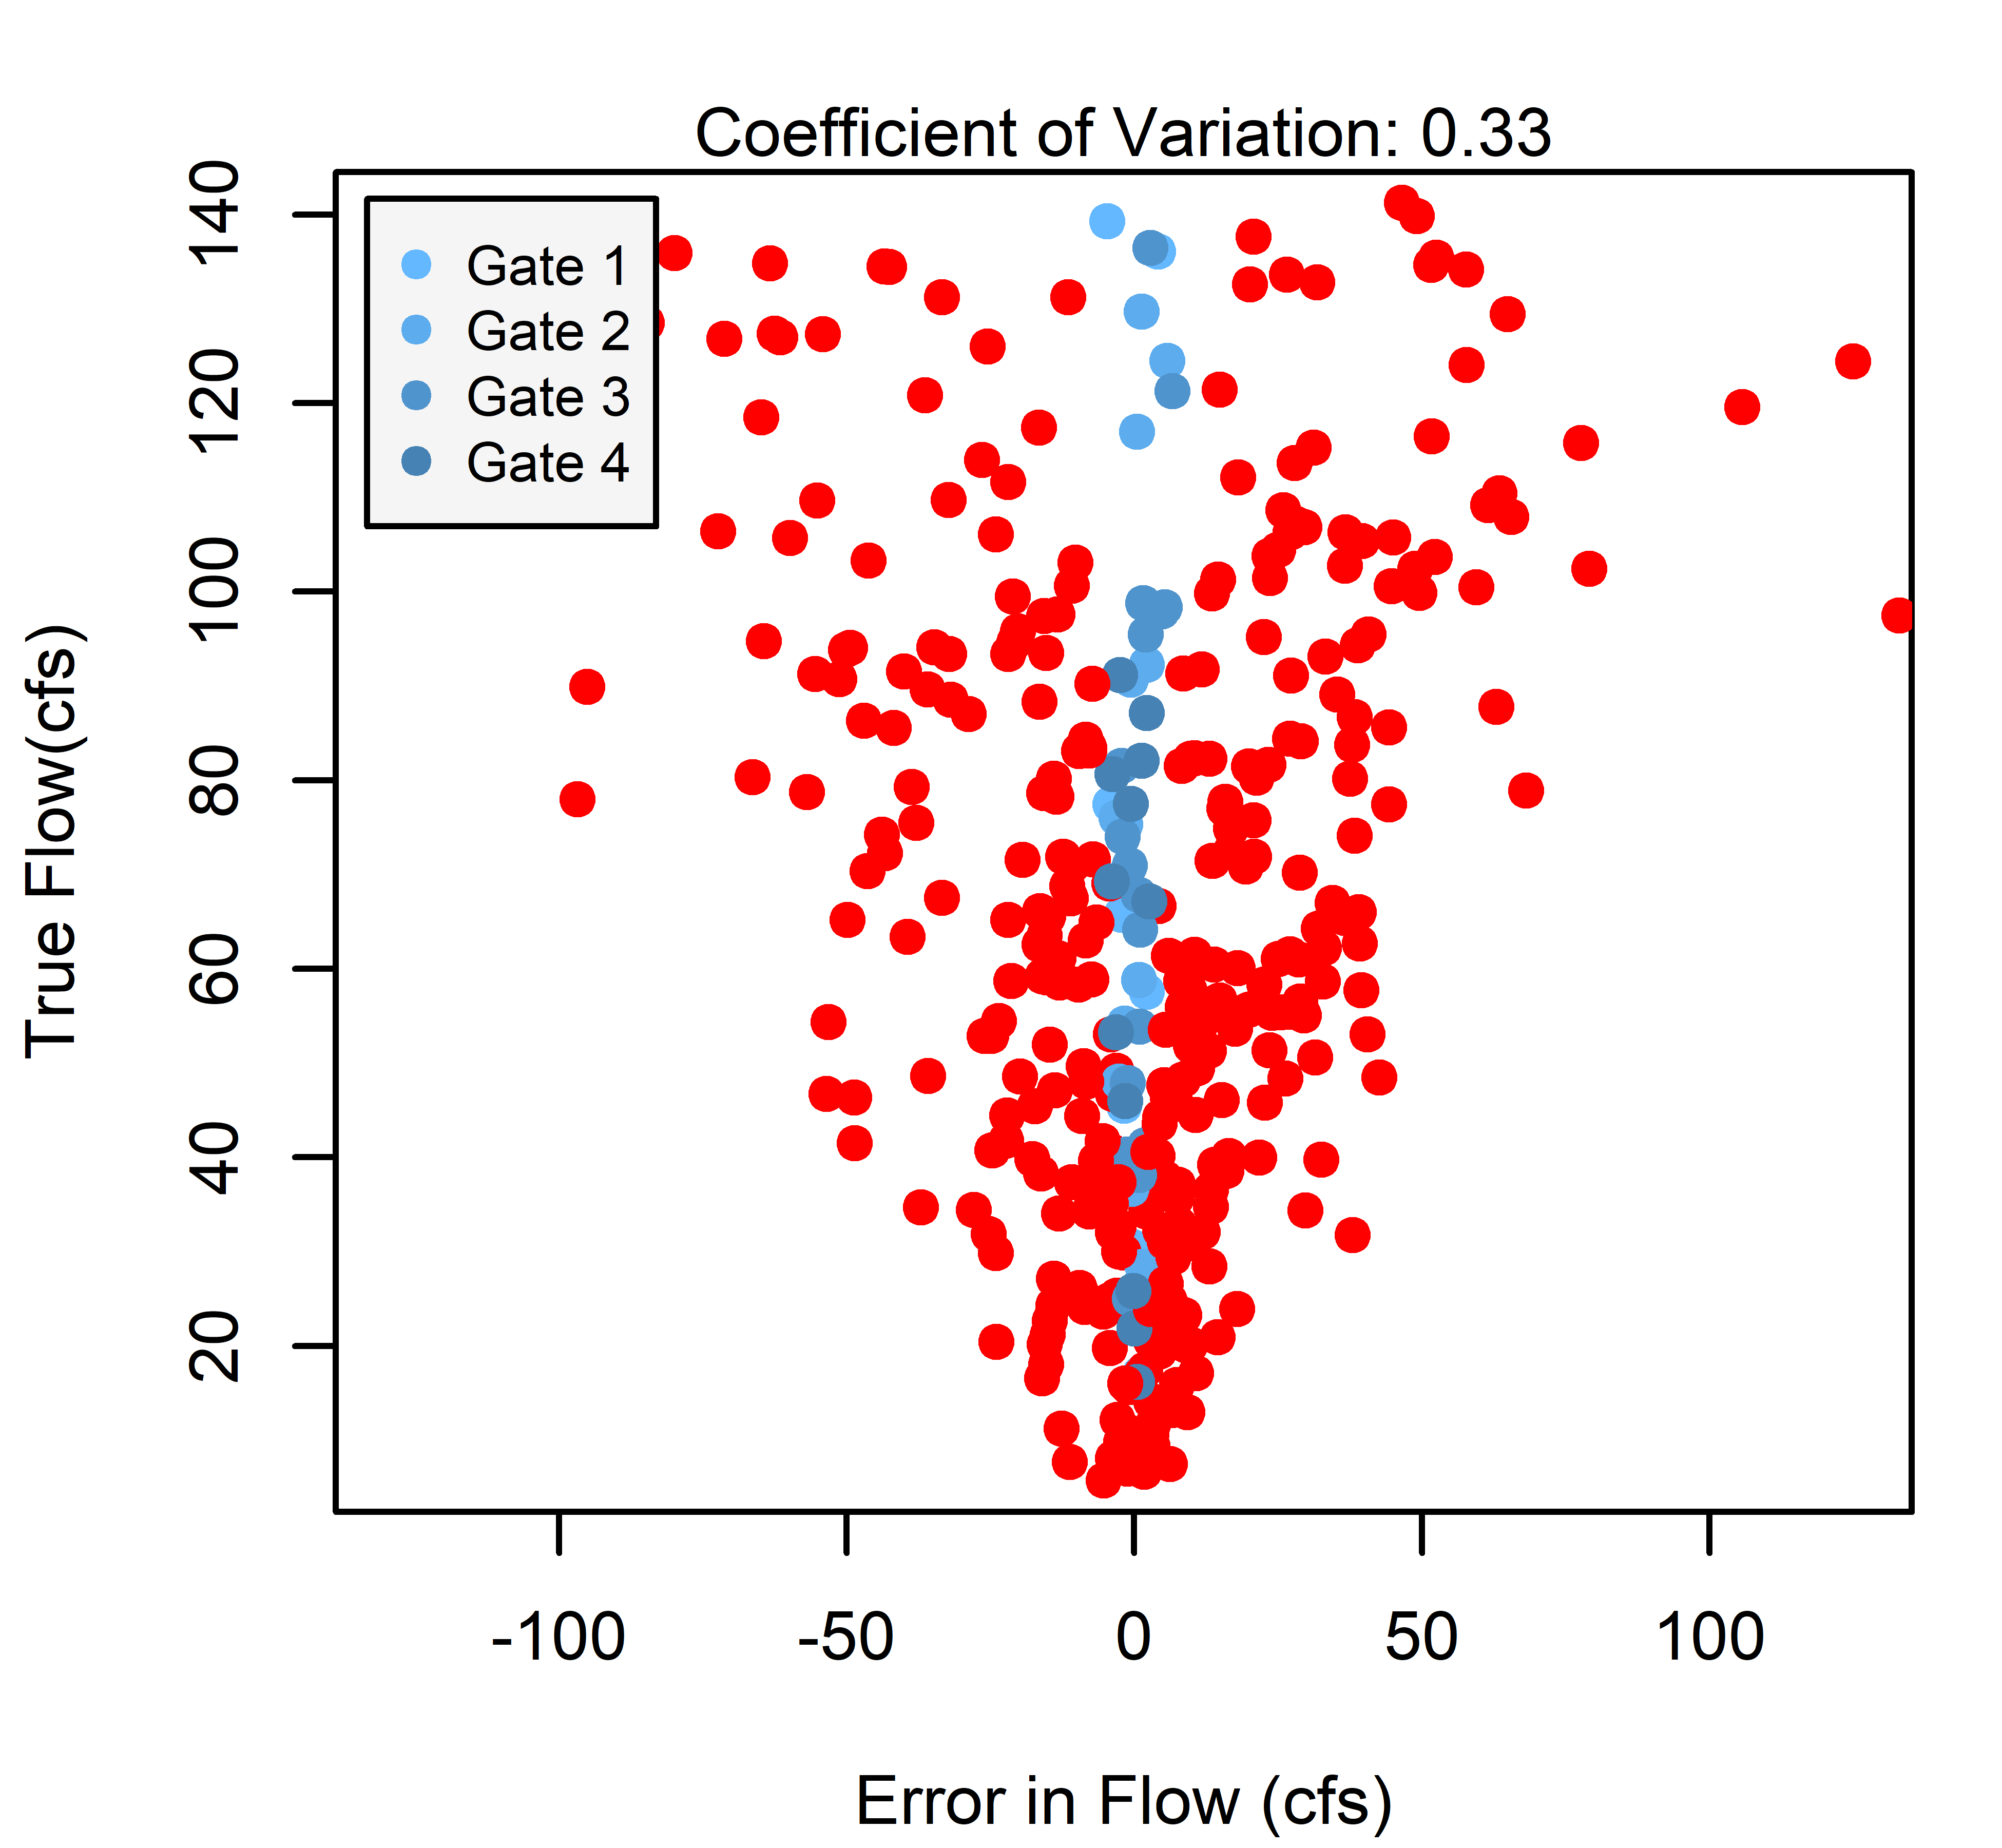 Coefficient of Variation: 0.33
True Flow(cfs)
140
120
100
80
60
40
20
Gate 1
Gate 2
Gate 3
Gate 4
-100 -50 0 50 100
Error in Flow (cfs)